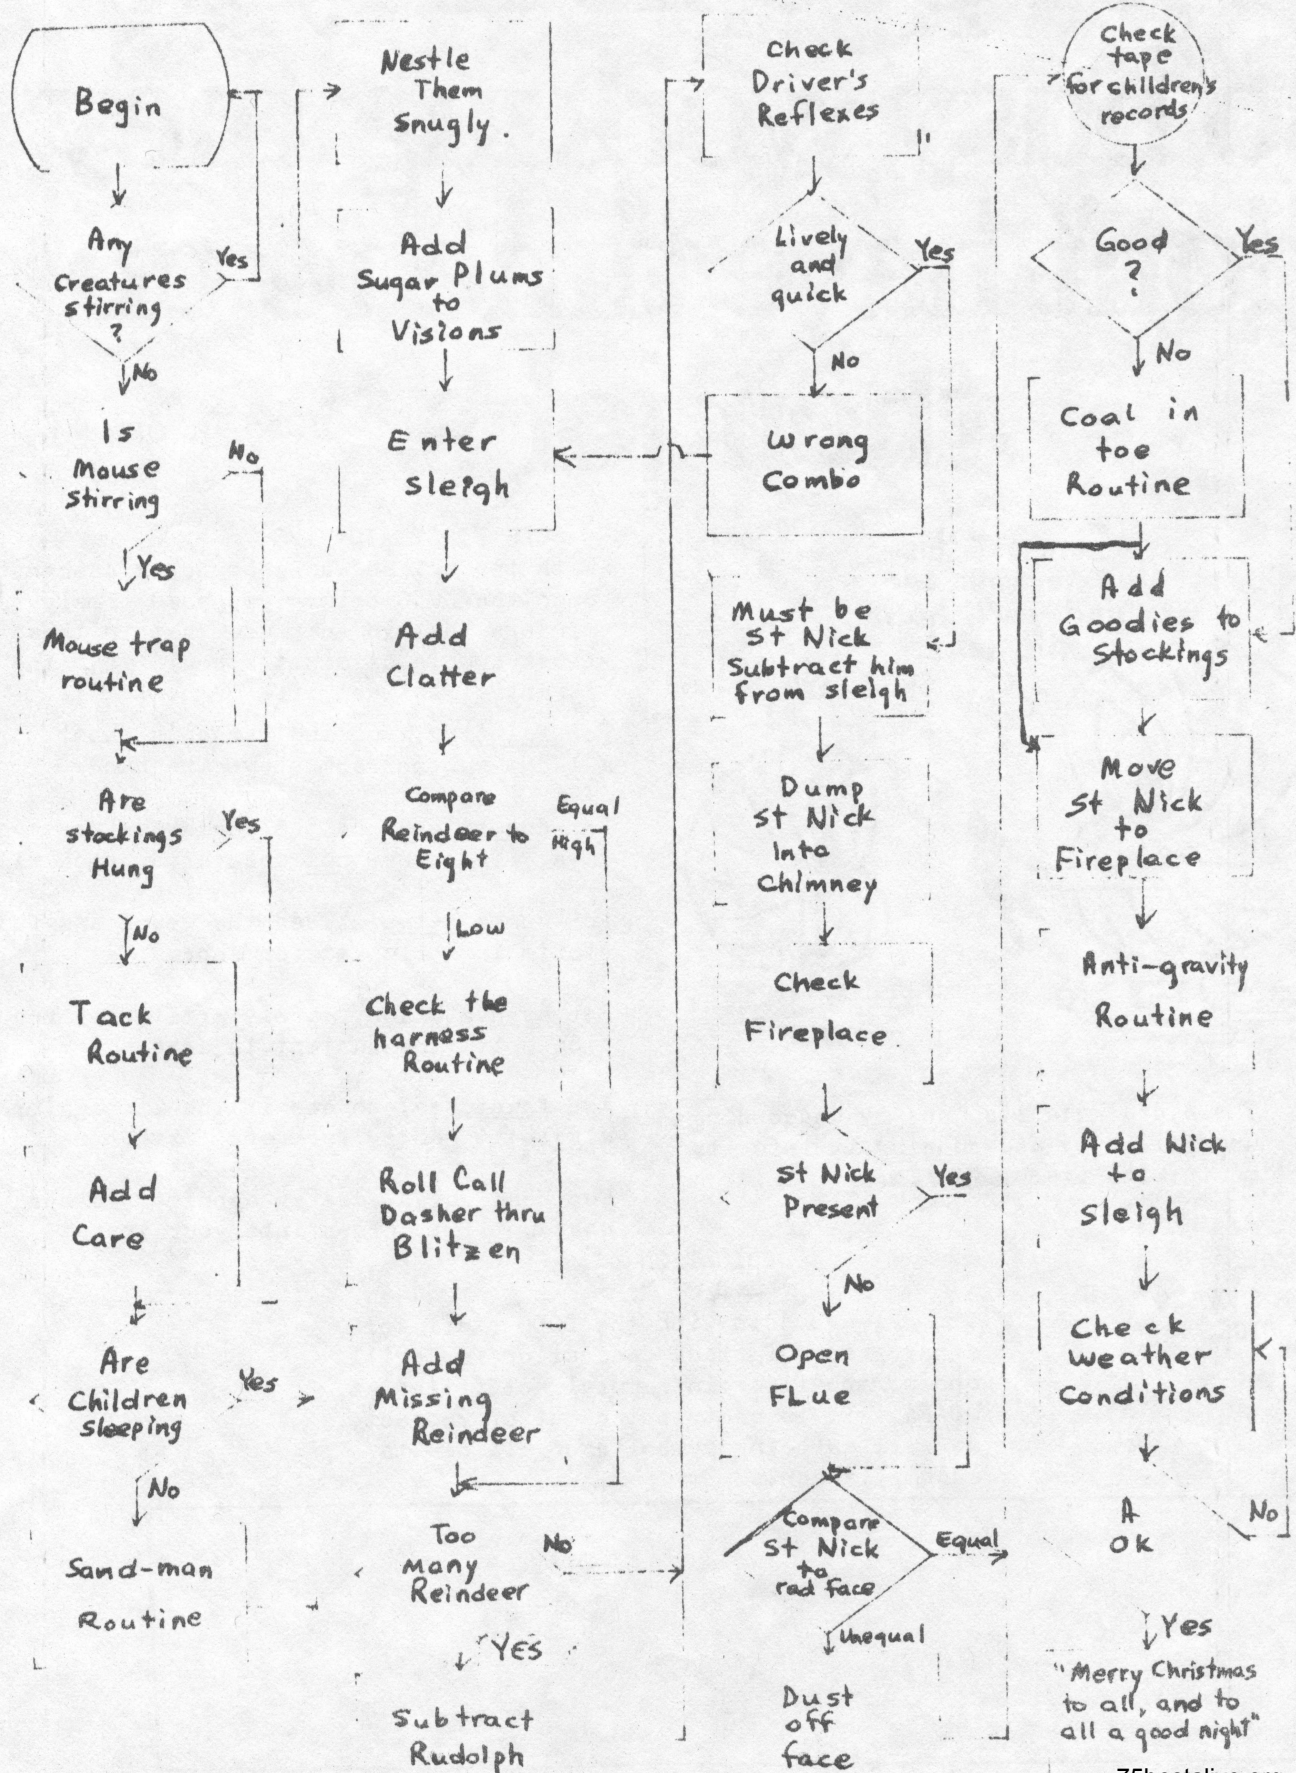 Begin
Any
Creatures
stirring
?
Yes
No
Is
Mouse
Stirring
No
Yes
Mouse trap
routine
Are
stockings
Hung
Yes
No
Tack
Routine
Add
Care
Are
Children
sleeping
Yes
No
Sand-man
Routine
Nestle
Them
Snugly.
Add
Sugar Plums
to
Visions
Enter
sleigh
Add
Clatter
Compare
Reindeer to
Eight
Equal
High
Low
Check the
harness
Routine
Roll Call
Dasher thru
Blitzen
Add
Missing
Reindeer
Too
Many
Reindeer
No
YES
Subtract
Rudolph
Check
Driver's
Reflexes
Lively
and
quick
Yes
No
Wrong
Combo
Must be
St Nick
Subtract him
from sleigh
Dump
St Nick
Into
Chimney
Check
Fireplace
St Nick
Present
Yes
No
Open
FLue
Compare
St Nick
to
rad face
Equal
Unequal
Dust
off
face
Check
tape
for children's
records
Good
?
Yes
No
Coal in
toe
Routine
Add
Goodies to
Stockings
Move
St Nick
to
Fireplace
Anti-gravity
Routine
Add Nick
to
sleigh
Check
Weather
Conditions
A
OK
No
Yes
"Merry Christmas
to all, and to
all a good night"